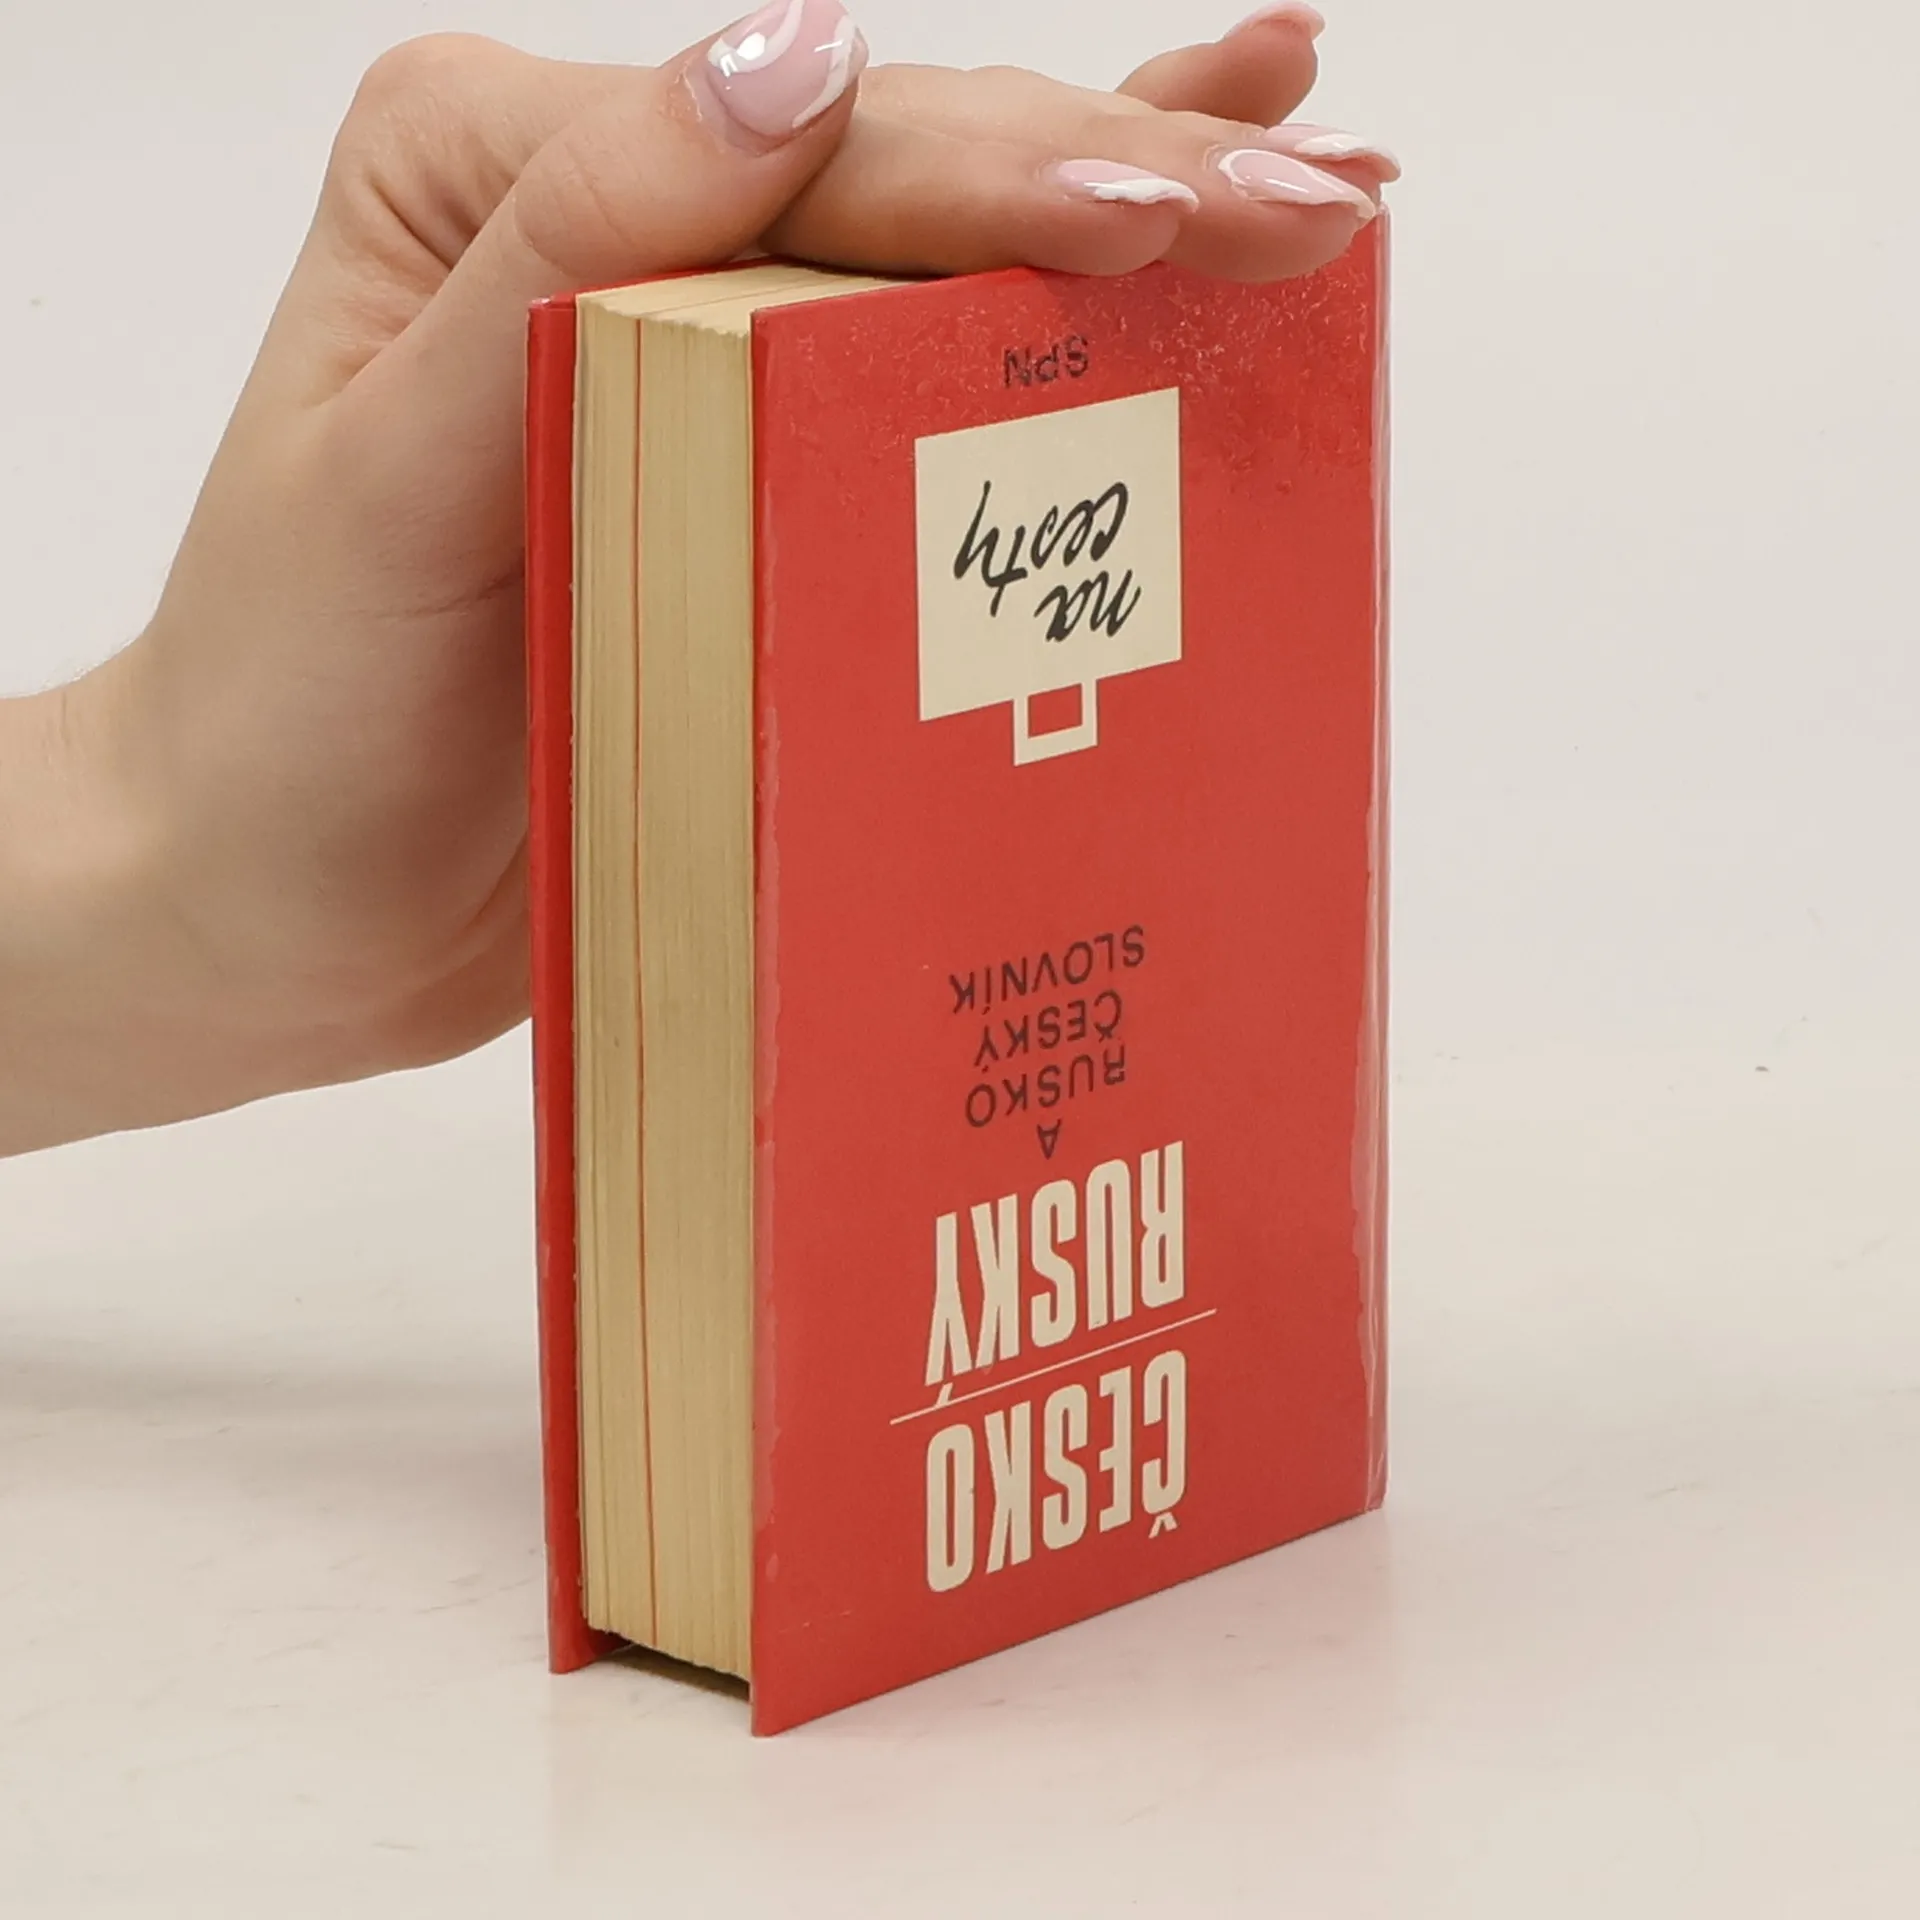 ČESKO
RUSKÝ
A
RUSKO
ČESKÝ
SLOVNÍK
na
cesty
SPN